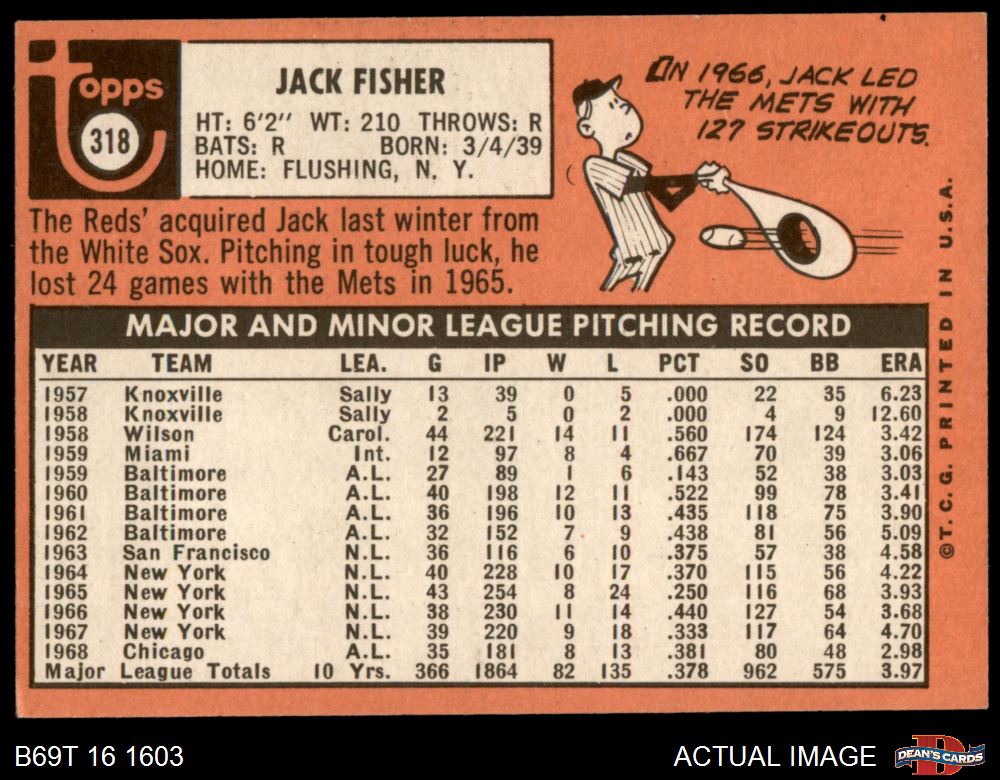 Topps
318
JACK FISHER
HT: 6'2" WT: 210 THROWS: R
BATS: R BORN: 3/4/39
HOME: FLUSHING, N. Y.
The Reds' acquired Jack last winter from
the White Sox. Pitching in tough luck, he
lost 24 games with the Mets in 1965.
IN 1966, JACK LED
THE METS WITH
127 STRIKEOUTS.
MAJOR AND MINOR LEAGUE PITCHING RECORD
YEAR TEAM LEA. G IP W L PCT SO BB ERA
1957 Knoxville Sally 13 39 0 5 .000 22 35 6.23
1958 Knoxville Sally 2 5 0 2 .000 4 9 12.60
1958 Wilson Carol. 44 221 14 11 .560 174 124 3.42
1959 Miami Int. 12 97 8 4 .667 70 39 3.06
1959 Baltimore A.L. 27 89 1 6 .143 52 38 3.03
1960 Baltimore A.L. 40 198 12 11 .522 99 78 3.41
1961 Baltimore A.L. 36 196 10 13 .435 118 75 3.90
1962 Baltimore A.L. 32 152 7 9 .438 81 56 5.09
1963 San Francisco N.L. 36 116 6 10 .375 57 38 4.58
1964 New York N.L. 40 228 10 17 .370 115 56 4.22
1965 New York N.L. 43 254 8 24 .250 116 68 3.93
1966 New York N.L. 38 230 11 14 .440 127 54 3.68
1967 New York N.L. 39 220 9 18 .333 117 64 4.70
1968 Chicago A.L. 35 181 8 13 .381 80 48 2.98
Major League Totals 10 Yrs. 366 1864 82 135 .378 962 575 3.97
©T. C. G. PRINTED IN U.S.A.
B69T 16 1603
ACTUAL IMAGE
D
DEAN'S CARDS